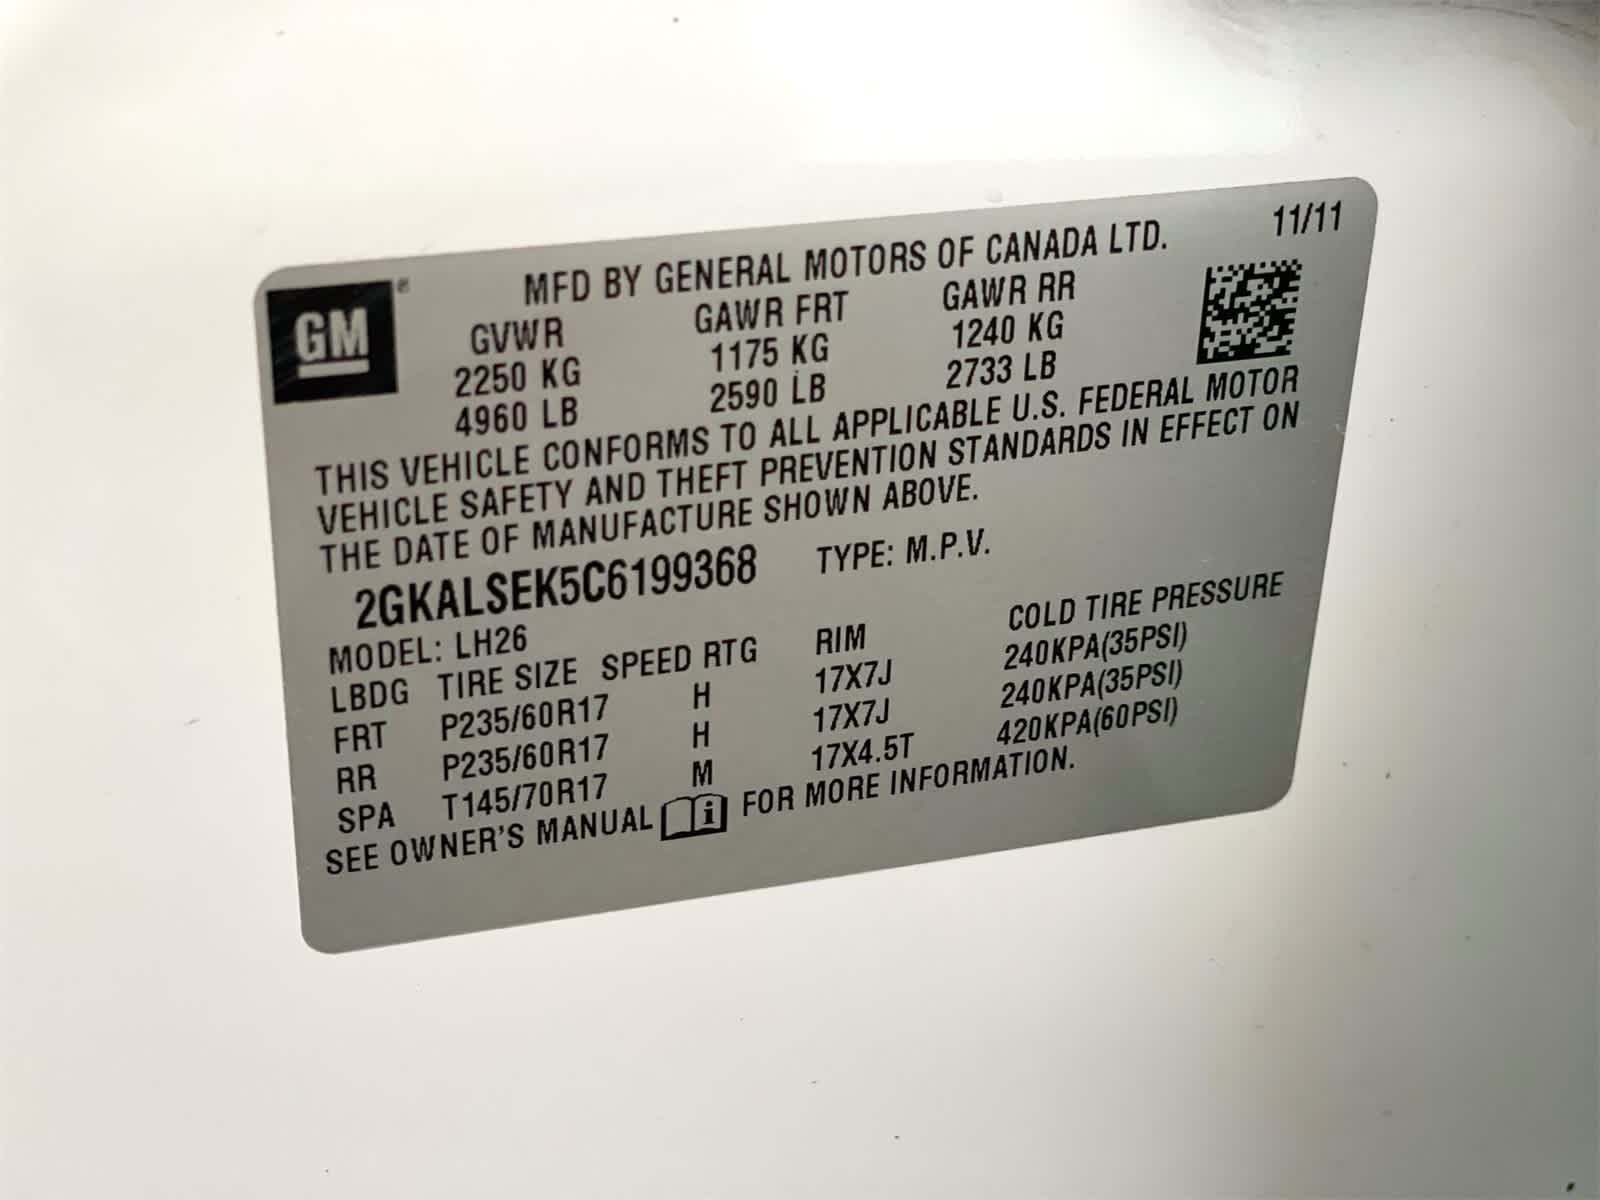 11/11
MFD BY GENERAL MOTORS OF CANADA LTD.
GM®
GVWR GAWR FRT GAWR RR
2250 KG 1175 KG 1240 KG
4960 LB 2590 LB 2733 LB
THIS VEHICLE CONFORMS TO ALL APPLICABLE U.S. FEDERAL MOTOR
VEHICLE SAFETY AND THEFT PREVENTION STANDARDS IN EFFECT ON
THE DATE OF MANUFACTURE SHOWN ABOVE.
2GKALSEK5C6199368 TYPE: M.P.V.
MODEL: LH26
LBDG TIRE SIZE SPEED RTG RIM COLD TIRE PRESSURE
FRT P235/60R17 H 17X7J 240KPA(35PSI)
RR P235/60R17 H 17X7J 240KPA(35PSI)
SPA T145/70R17 M 17X4.5T 420KPA(60PSI)
SEE OWNER'S MANUAL i FOR MORE INFORMATION.